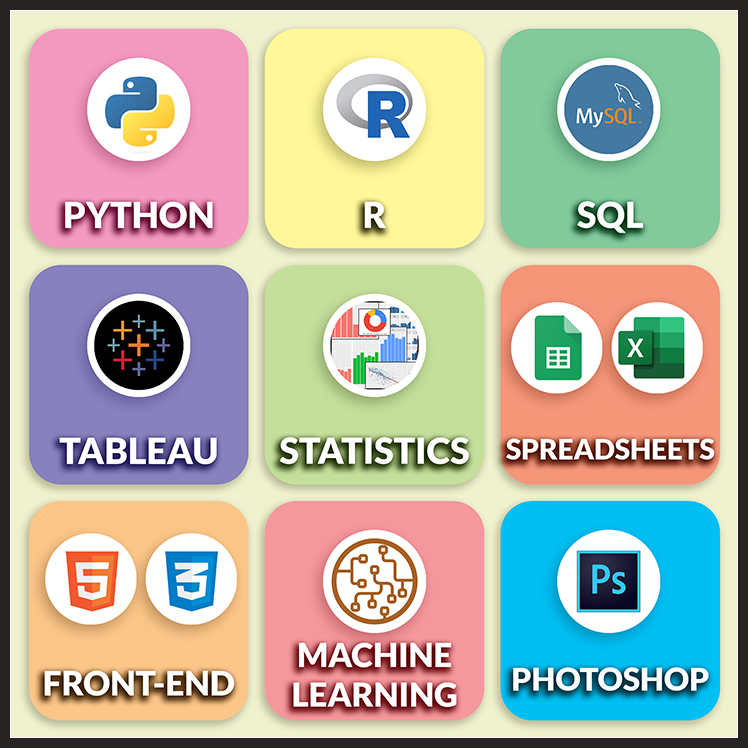 R
MySQL
PYTHON
R
SQL
X
TABLEAU
STATISTICS
SPREADSHEETS
5
3
Ps
FRONT-END
MACHINE
LEARNING
PHOTOSHOP